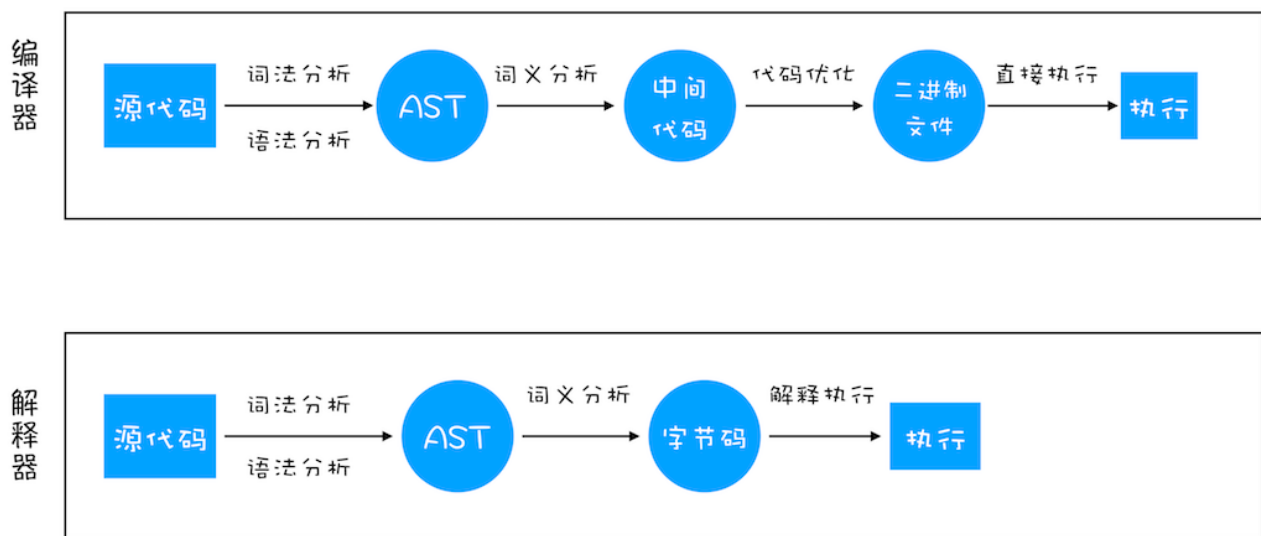 编译器
源代码
词法分析
语法分析
AST
词义分析
中间
代码
代码优化
二进制
文件
直接执行
执行
解释器
源代码
词法分析
语法分析
AST
词义分析
字节码
解释执行
执行